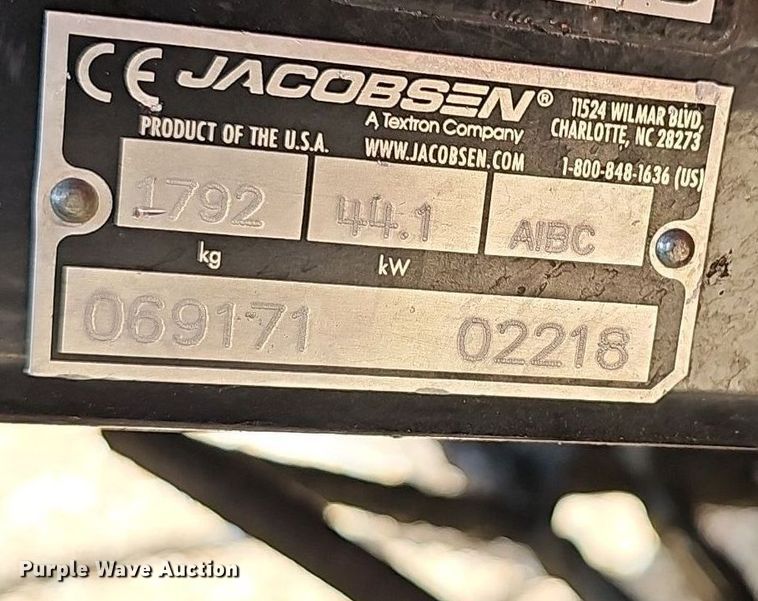 CE JACOBSEN®
A Textron Company
11524 WILMAR BLVD
CHARLOTTE, NC 28273
PRODUCT OF THE U.S.A.
WWW.JACOBSEN.COM
1-800-848-1636 (US)
1792
44.1
AIBC
kg
kW
069171 02218
Purple Wave Auction